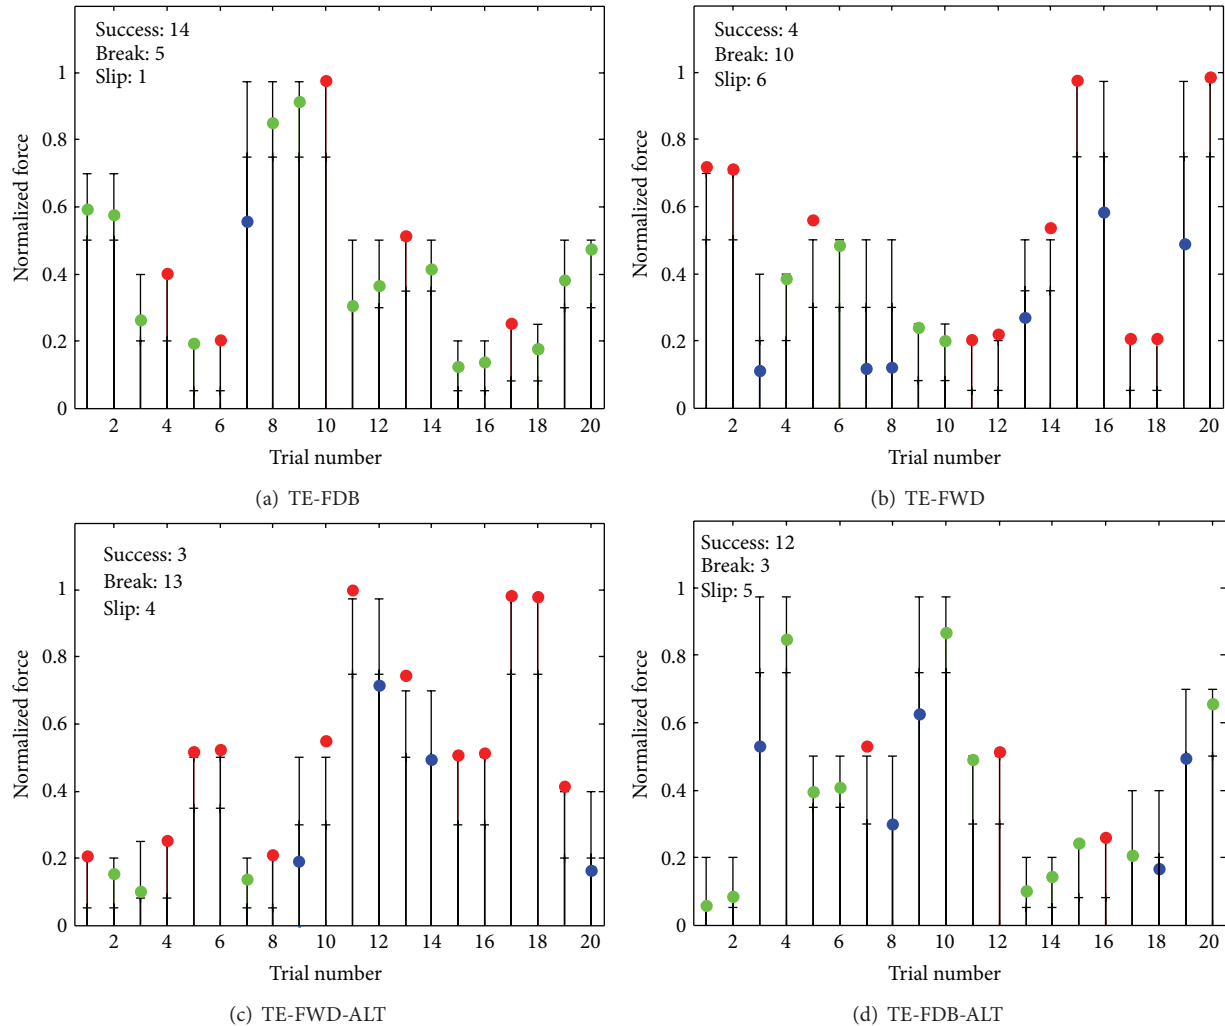 Success: 14
Break: 5
Slip: 1
Normalized force
1
0.8
0.6
0.4
0.2
0
2 4 6 8 10 12 14 16 18 20
Trial number
(a) TE-FDB
Success: 4
Break: 10
Slip: 6
Normalized force
1
0.8
0.6
0.4
0.2
0
2 4 6 8 10 12 14 16 18 20
Trial number
(b) TE-FWD
Success: 3
Break: 13
Slip: 4
Normalized force
1
0.8
0.6
0.4
0.2
0
2 4 6 8 10 12 14 16 18 20
Trial number
(c) TE-FWD-ALT
Success: 12
Break: 3
Slip: 5
Normalized force
1
0.8
0.6
0.4
0.2
0
2 4 6 8 10 12 14 16 18 20
Trial number
(d) TE-FDB-ALT